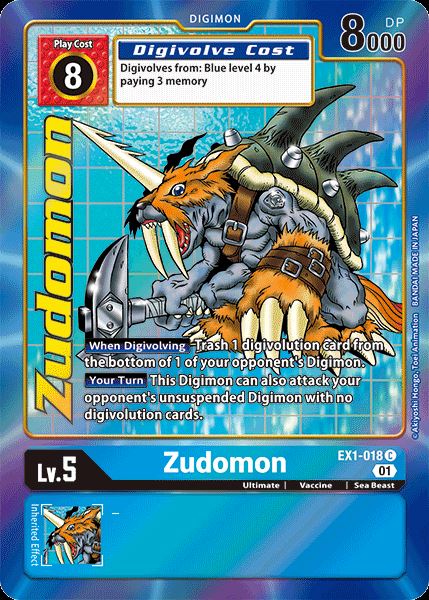 DIGIMON
Play Cost
8
Digivolve Cost
Digivolves from: Blue level 4 by
paying 3 memory
DP
8000
Zudomon
When Digivolving Trash 1 digivolution card from
the bottom of 1 of your opponent's Digimon.
Your Turn This Digimon can also attack your
opponent's unsuspended Digimon with no
digivolution cards.
©Akiyoshi Hongo, Toei Animation BANDAI MADE IN JAPAN
Lv.5
Zudomon
EX1-018 C
01
Ultimate | Vaccine | Sea Beast
Inherited Effect
–